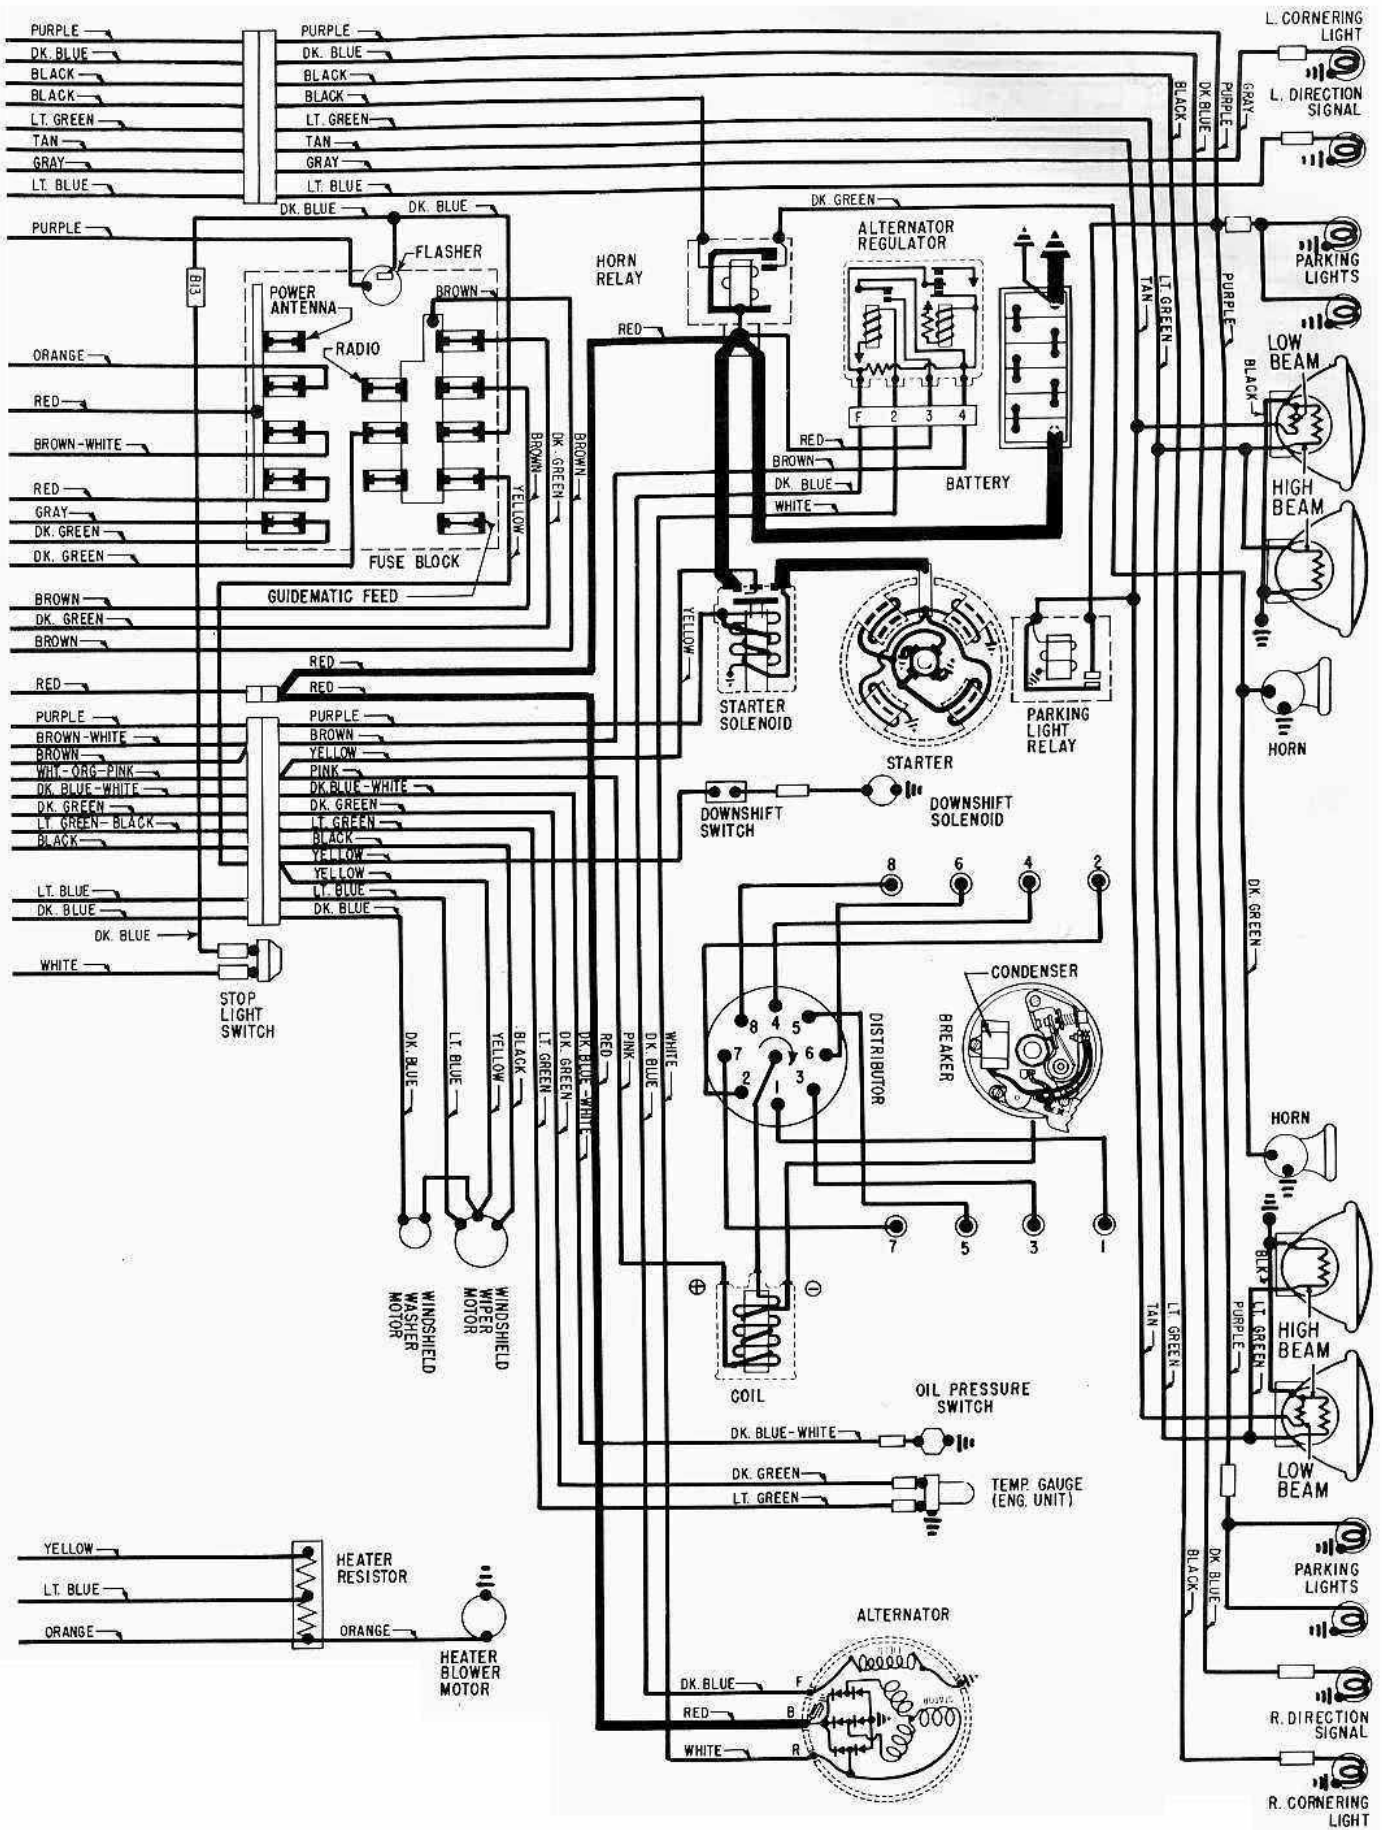 PURPLE
DK. BLUE
BLACK
BLACK
LT. GREEN
TAN
GRAY
LT. BLUE
PURPLE
DK. BLUE
BLACK
BLACK
LT. GREEN
TAN
GRAY
LT. BLUE
L. CORNERING
LIGHT
L. DIRECTION
SIGNAL
BLACK
DK. BLUE
PURPLE
GRAY
PURPLE
DK. BLUE
DK. BLUE
FLASHER
813
POWER
ANTENNA
BROWN
RADIO
ORANGE
RED
BROWN-WHITE
RED
GRAY
DK. GREEN
DK. GREEN
FUSE BLOCK
GUIDEMATIC FEED
BROWN
DK. GREEN
BROWN
YELLOW
BROWN
DK. GREEN
BROWN
HORN
RELAY
RED
DK. GREEN
ALTERNATOR
REGULATOR
F 2 3 4
RED
BROWN
DK. BLUE
WHITE
BATTERY
PARKING
LIGHTS
TAN
LT. GREEN
PURPLE
LOW
BEAM
BLACK
HIGH
BEAM
YELLOW
STARTER
SOLENOID
STARTER
PARKING
LIGHT
RELAY
HORN
RED
RED
RED
PURPLE
BROWN-WHITE
BROWN
WHT.-ORG-PINK
DK. BLUE-WHITE
DK. GREEN
LT. GREEN-BLACK
BLACK
LT. BLUE
DK. BLUE
PURPLE
BROWN
YELLOW
PINK
DK. BLUE-WHITE
DK. GREEN
LT. GREEN
BLACK
YELLOW
YELLOW
LT. BLUE
DK. BLUE
DK. BLUE
WHITE
STOP
LIGHT
SWITCH
DOWNSHIFT
SWITCH
DOWNSHIFT
SOLENOID
8 6 4 2
DK. GREEN
CONDENSER
BREAKER
DISTRIBUTOR
8 4 5
7 6
2 1 3
7 5 3 1
DK. BLUE
LT. BLUE
YELLOW
BLACK
LT. GREEN
DK. GREEN
DK. BLUE-WHITE
RED
PINK
DK. BLUE
WHITE
HORN
WINDSHIELD
WASHER
MOTOR
WINDSHIELD
WIPER
MOTOR
+ −
COIL
BLK.
TAN
LT. GREEN
PURPLE
LT. GREEN
HIGH
BEAM
LOW
BEAM
OIL PRESSURE
SWITCH
DK. BLUE-WHITE
DK. GREEN
LT. GREEN
TEMP. GAUGE
(ENG. UNIT)
YELLOW
LT. BLUE
ORANGE
HEATER
RESISTOR
ORANGE
HEATER
BLOWER
MOTOR
BLACK
DK. BLUE
PARKING
LIGHTS
ALTERNATOR
DK. BLUE F
RED B
WHITE R
FIELD
STATOR
R. DIRECTION
SIGNAL
R. CORNERING
LIGHT